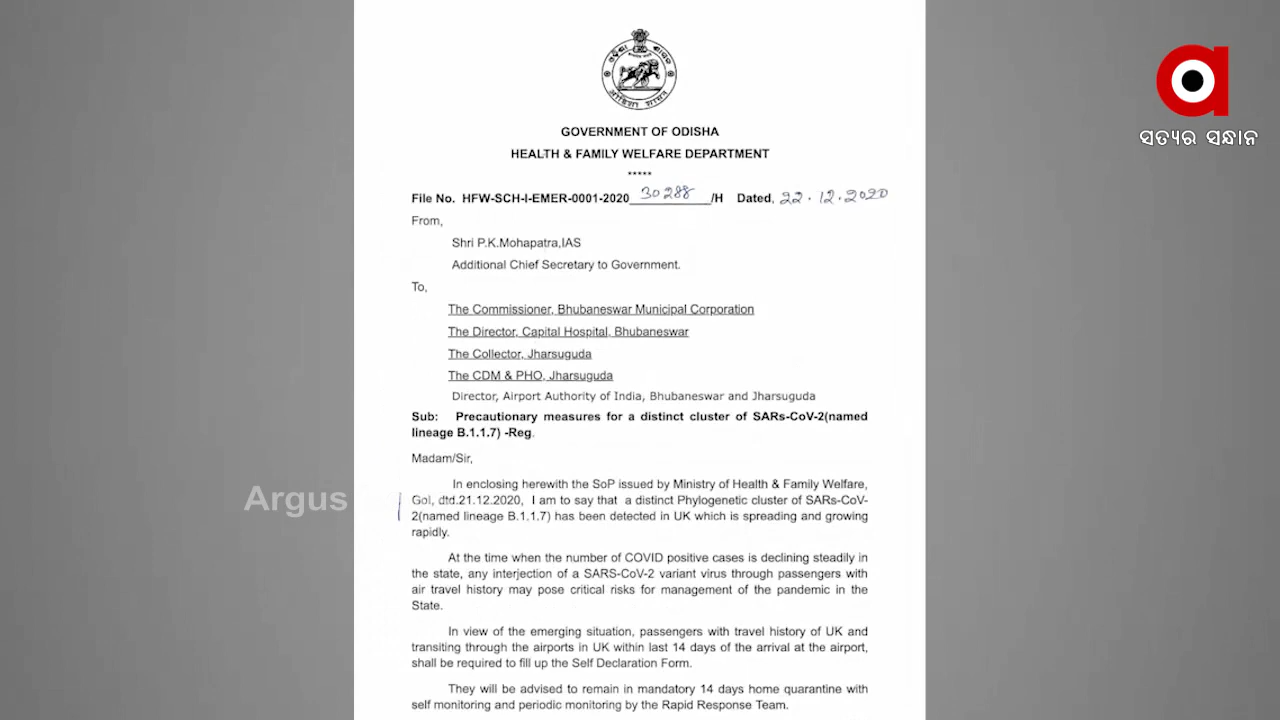 ସତ୍ୟର ସନ୍ଧାନ
ଓଡ଼ିଶା ଶାସନ
ओडिशा शासन
GOVERNMENT OF ODISHA
HEALTH & FAMILY WELFARE DEPARTMENT
*****
File No. HFW-SCH-I-EMER-0001-2020 30288 /H Dated, 22.12.2020
From,
Shri P.K.Mohapatra,IAS
Additional Chief Secretary to Government.
To,
The Commissioner, Bhubaneswar Municipal Corporation
The Director, Capital Hospital, Bhubaneswar
The Collector, Jharsuguda
The CDM & PHO, Jharsuguda
Director, Airport Authority of India, Bhubaneswar and Jharsuguda
Sub: Precautionary measures for a distinct cluster of SARs-CoV-2(named
lineage B.1.1.7) -Reg.
Madam/Sir,
In enclosing herewith the SoP issued by Ministry of Health & Family Welfare,
GoI, dtd.21.12.2020, I am to say that a distinct Phylogenetic cluster of SARs-CoV-
2(named lineage B.1.1.7) has been detected in UK which is spreading and growing
rapidly.
Argus
At the time when the number of COVID positive cases is declining steadily in
the state, any interjection of a SARS-CoV-2 variant virus through passengers with
air travel history may pose critical risks for management of the pandemic in the
State.
In view of the emerging situation, passengers with travel history of UK and
transiting through the airports in UK within last 14 days of the arrival at the airport,
shall be required to fill up the Self Declaration Form.
They will be advised to remain in mandatory 14 days home quarantine with
self monitoring and periodic monitoring by the Rapid Response Team.